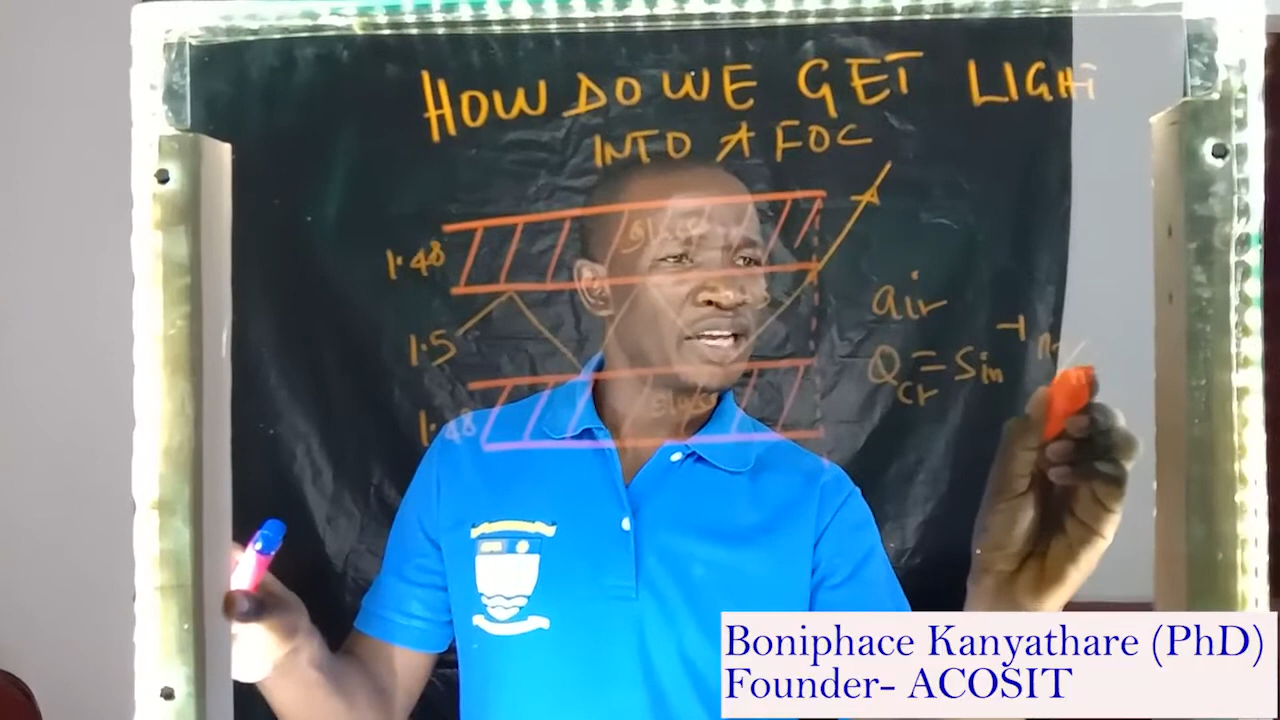 HOW DO WE GET LIGHT
INTO A FOC
1.48
1.5
air
Qcr = Sin⁻¹
1.48
Boniphace Kanyathare (PhD)
Founder- ACOSIT